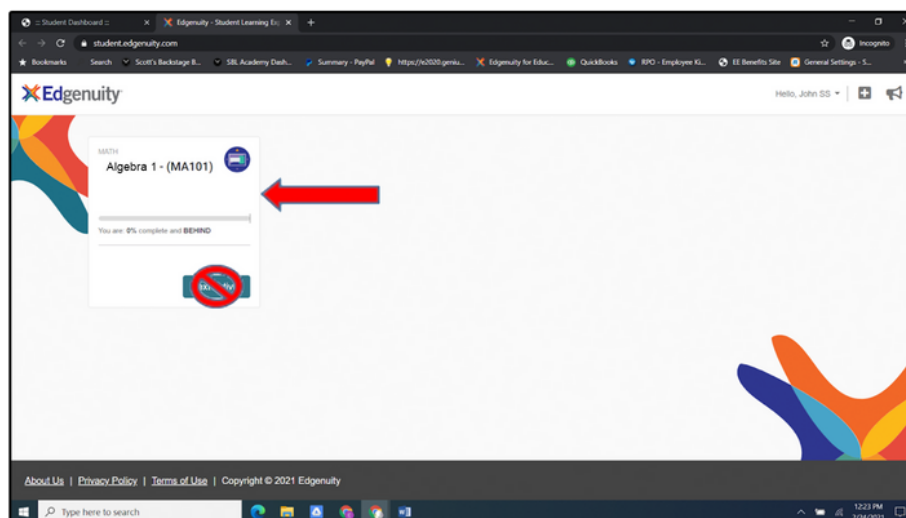 :: Student Dashboard ::
Edgenuity - Student Learning Ex
student.edgenuity.com
Incognito
Bookmarks Search Scott's Backstage B... SBL Academy Dash... Summary - PayPal https://e2020.geniu... Edgenuity for Educ... QuickBooks RPO - Employee Ki... EE Benefits Site General Settings - S...
Edgenuity
Hello, John SS
MATH
Algebra 1 - (MA101)
You are: 0% complete and BEHIND
About Us | Privacy Policy | Terms of Use | Copyright © 2021 Edgenuity
Type here to search
12:23 PM
3/24/2021